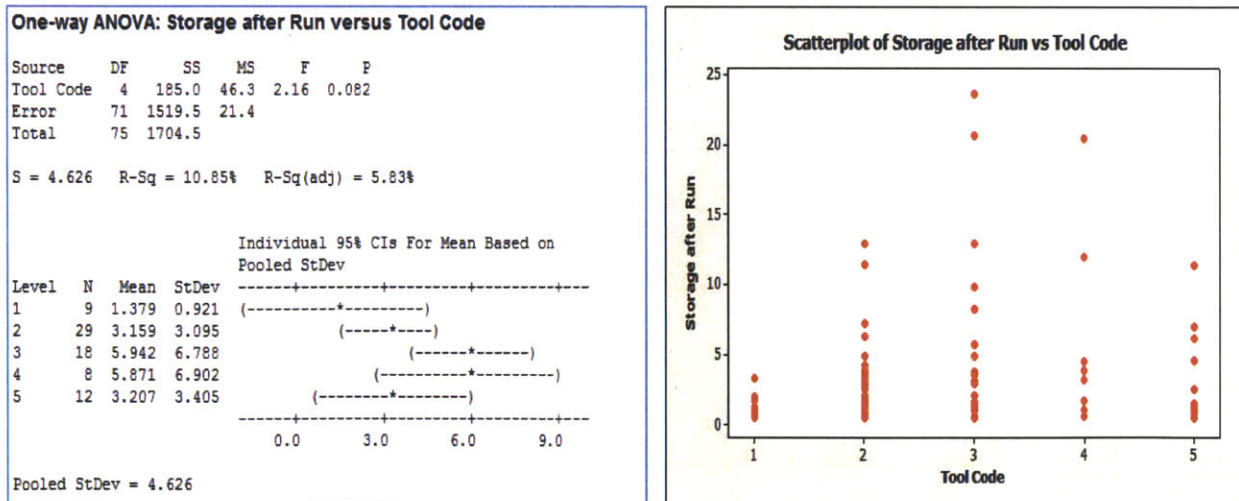 One-way ANOVA: Storage after Run versus Tool Code
Source DF SS MS F P
Tool Code 4 185.0 46.3 2.16 0.082
Error 71 1519.5 21.4
Total 75 1704.5
S = 4.626 R-Sq = 10.85% R-Sq(adj) = 5.83%
Individual 95% CIs For Mean Based on
Pooled StDev
Level N Mean StDev ------+---------+---------+---------+---
1 9 1.379 0.921 (----------*---------)
2 29 3.159 3.095 (-----*----)
3 18 5.942 6.788 (------*------)
4 8 5.871 6.902 (----------*---------)
5 12 3.207 3.405 (--------*--------)
------+---------+---------+---------+---
0.0 3.0 6.0 9.0
Pooled StDev = 4.626
Scatterplot of Storage after Run vs Tool Code
Storage after Run
25
20
15
10
5
0
1 2 3 4 5
Tool Code